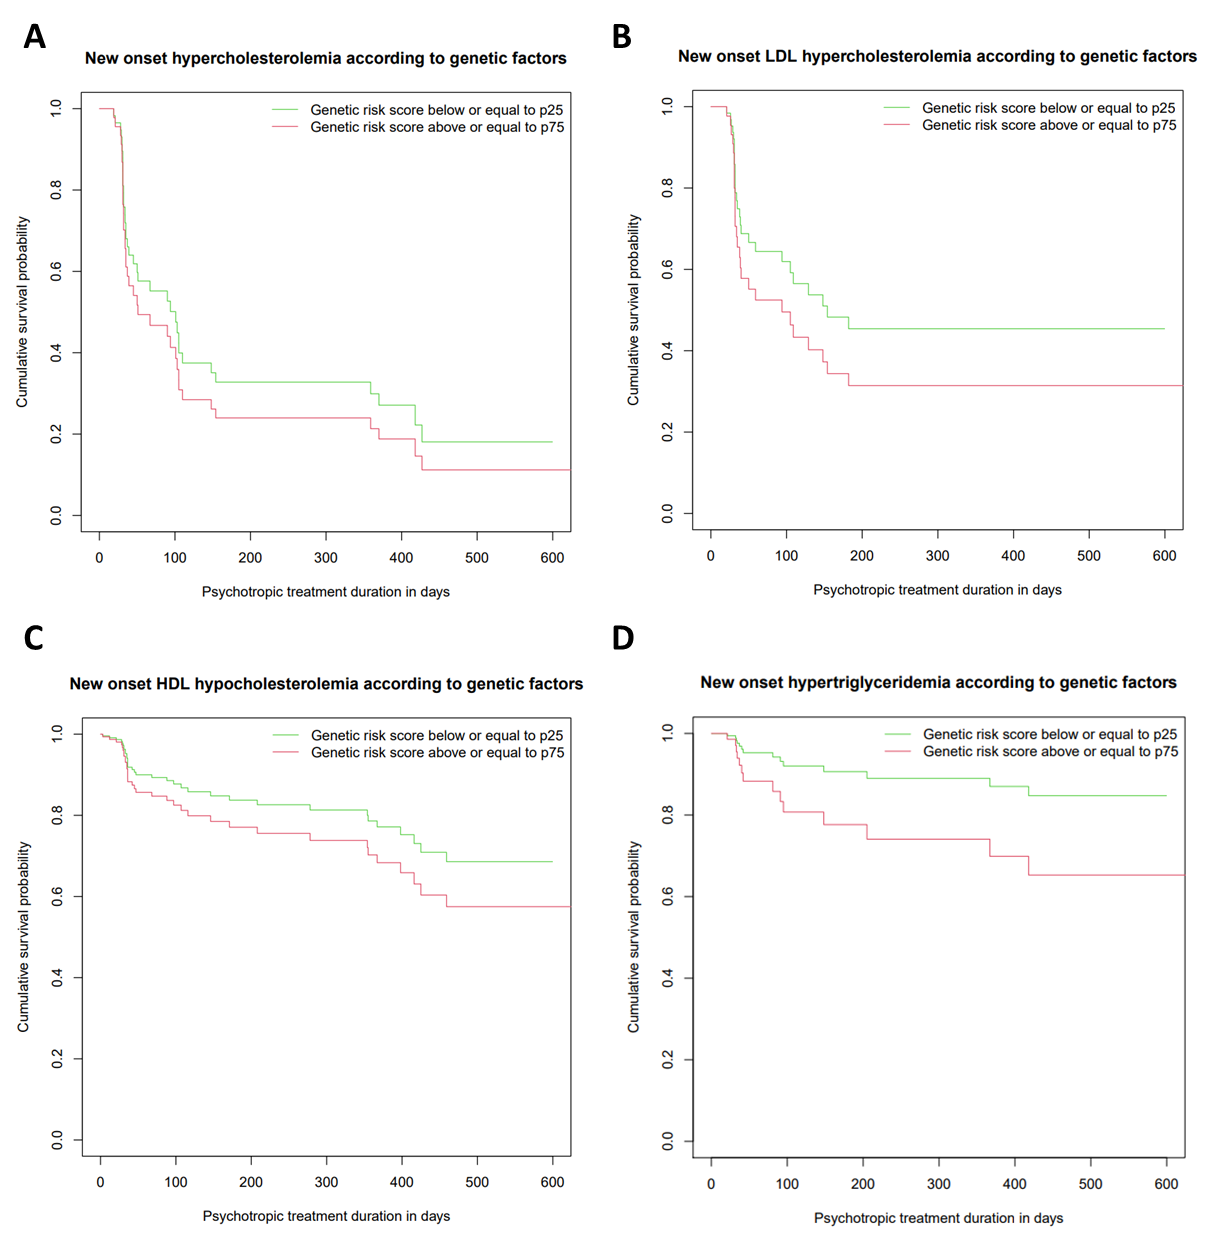 A
New onset hypercholesterolemia according to genetic factors
Genetic risk score below or equal to p25
Genetic risk score above or equal to p75
Cumulative survival probability
1.0
0.8
0.6
0.4
0.2
0.0
0 100 200 300 400 500 600
Psychotropic treatment duration in days
B
New onset LDL hypercholesterolemia according to genetic factors
Genetic risk score below or equal to p25
Genetic risk score above or equal to p75
Cumulative survival probability
1.0
0.8
0.6
0.4
0.2
0.0
0 100 200 300 400 500 600
Psychotropic treatment duration in days
C
New onset HDL hypocholesterolemia according to genetic factors
Genetic risk score below or equal to p25
Genetic risk score above or equal to p75
Cumulative survival probability
1.0
0.8
0.6
0.4
0.2
0.0
0 100 200 300 400 500 600
Psychotropic treatment duration in days
D
New onset hypertriglyceridemia according to genetic factors
Genetic risk score below or equal to p25
Genetic risk score above or equal to p75
Cumulative survival probability
1.0
0.8
0.6
0.4
0.2
0.0
0 100 200 300 400 500 600
Psychotropic treatment duration in days